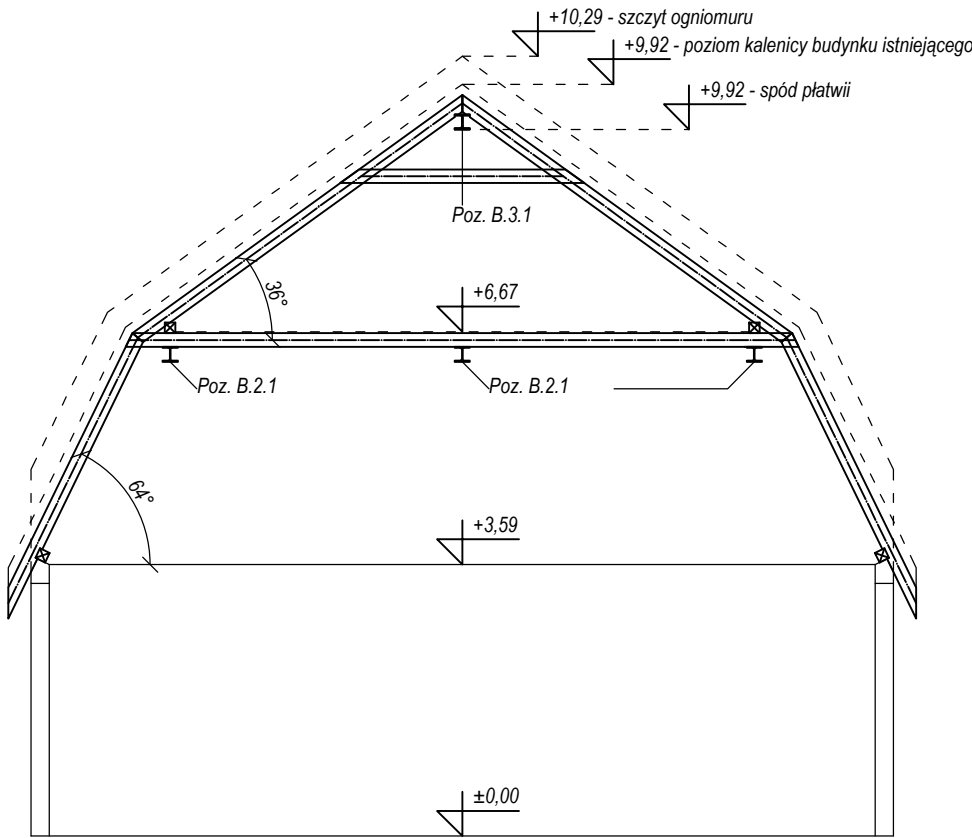 +10,29 - szczyt ogniomuru
+9,92 - poziom kalenicy budynku istniejącego
+9,92 - spód płatwii
Poz. B.3.1
36°
+6,67
Poz. B.2.1
Poz. B.2.1
64°
+3,59
±0,00